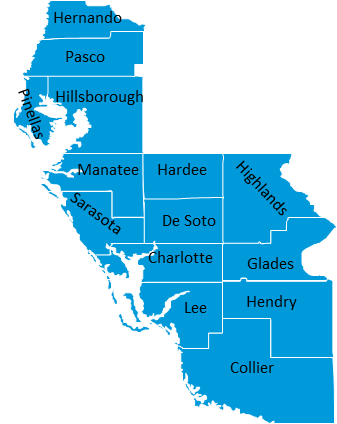 Hernando
Pasco
Pinellas
Hillsborough
Manatee
Hardee
Highlands
Sarasota
De Soto
Charlotte
Glades
Lee
Hendry
Collier